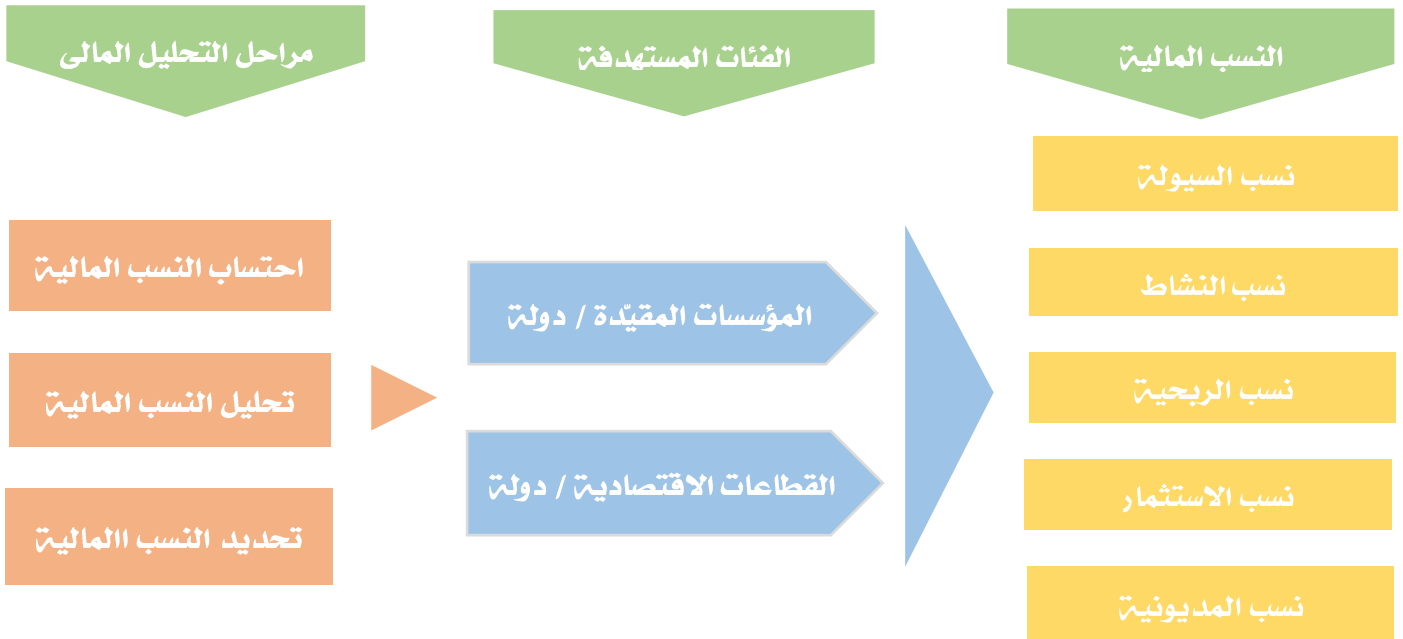 مراحل التحليل المالى
احتساب النسب المالية
تحليل النسب المالية
تحديد النسب االمالية
الفئات المستهدفة
المؤسسات المقيّدة / دولة
القطاعات الاقتصادية / دولة
النسب المالية
نسب السيولة
نسب النشاط
نسب الربحية
نسب الاستثمار
نسب المديونية